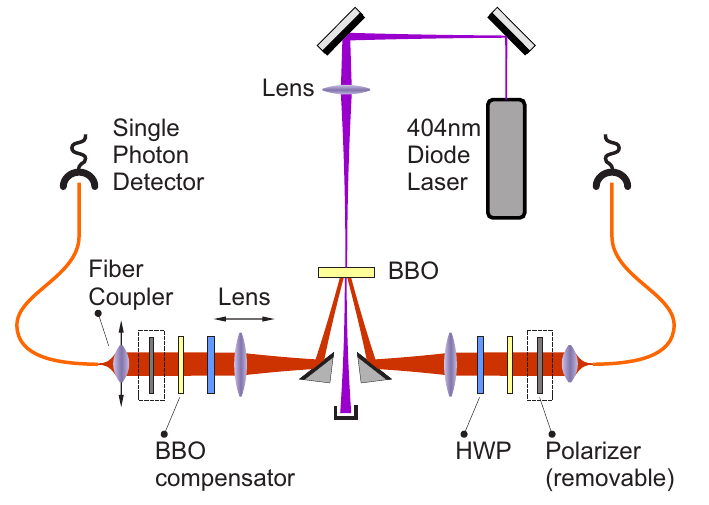 Lens
404nm
Diode
Laser
Single
Photon
Detector
Fiber
Coupler
Lens
BBO
BBO
compensator
HWP
Polarizer
(removable)